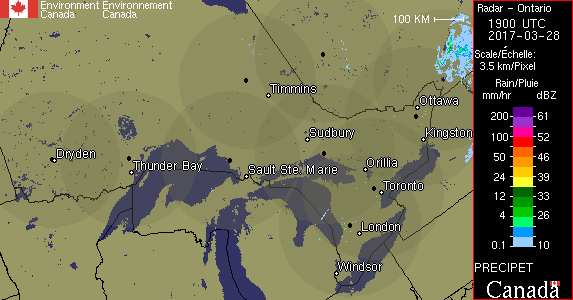 Environment Environnement
Canada Canada
100 KM
Timmins
Ottawa
Sudbury
Kingston
Dryden
Thunder Bay
Sault Ste. Marie
Orillia
Toronto
London
Windsor
Radar - Ontario
1900 UTC
2017-03-28
Scale/Échelle:
3.5 km/Pixel
Rain/Pluie
mm/hr dBZ
200 61
100 52
50 46
24 39
12 33
4 26
0.1 10
PRECIPET
Canada